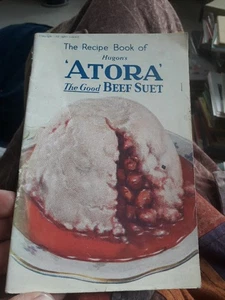 The Recipe Book of
Hugon's
'ATORA'
The Good BEEF SUET